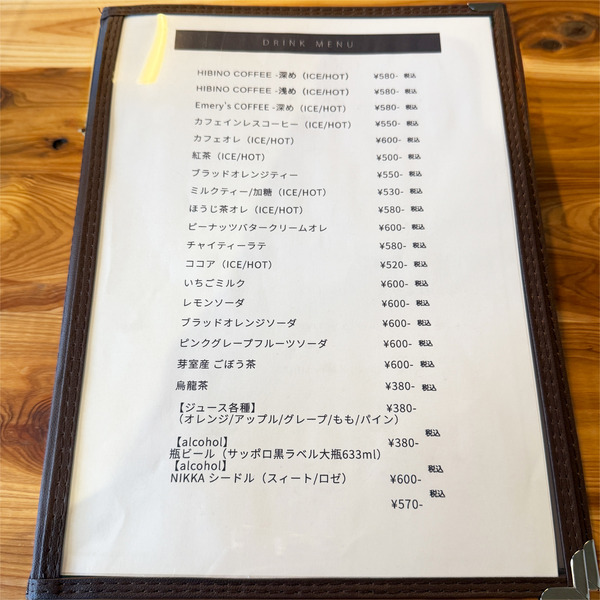 DRINK MENU
HIBINO COFFEE -深め（ICE/HOT） ¥580- 税込
HIBINO COFFEE -浅め（ICE/HOT） ¥580- 税込
Emery's COFFEE -深め（ICE/HOT） ¥580- 税込
カフェインレスコーヒー（ICE/HOT） ¥550- 税込
カフェオレ（ICE/HOT） ¥600- 税込
紅茶（ICE/HOT） ¥500- 税込
ブラッドオレンジティー ¥550- 税込
ミルクティー/加糖（ICE/HOT） ¥530- 税込
ほうじ茶オレ（ICE/HOT） ¥580- 税込
ピーナッツバタークリームオレ ¥600- 税込
チャイティーラテ ¥580- 税込
ココア（ICE/HOT） ¥520- 税込
いちごミルク ¥600- 税込
レモンソーダ ¥600- 税込
ブラッドオレンジソーダ ¥600- 税込
ピンクグレープフルーツソーダ ¥600- 税込
芽室産 ごぼう茶 ¥600- 税込
烏龍茶 ¥380- 税込
【ジュース各種】 ¥380-
（オレンジ/アップル/グレープ/もも/パイン）
税込
【alcohol】 ¥380-
瓶ビール（サッポロ黒ラベル大瓶633ml）
【alcohol】 税込
NIKKA シードル（スィート/ロゼ） ¥600-
税込
¥570-